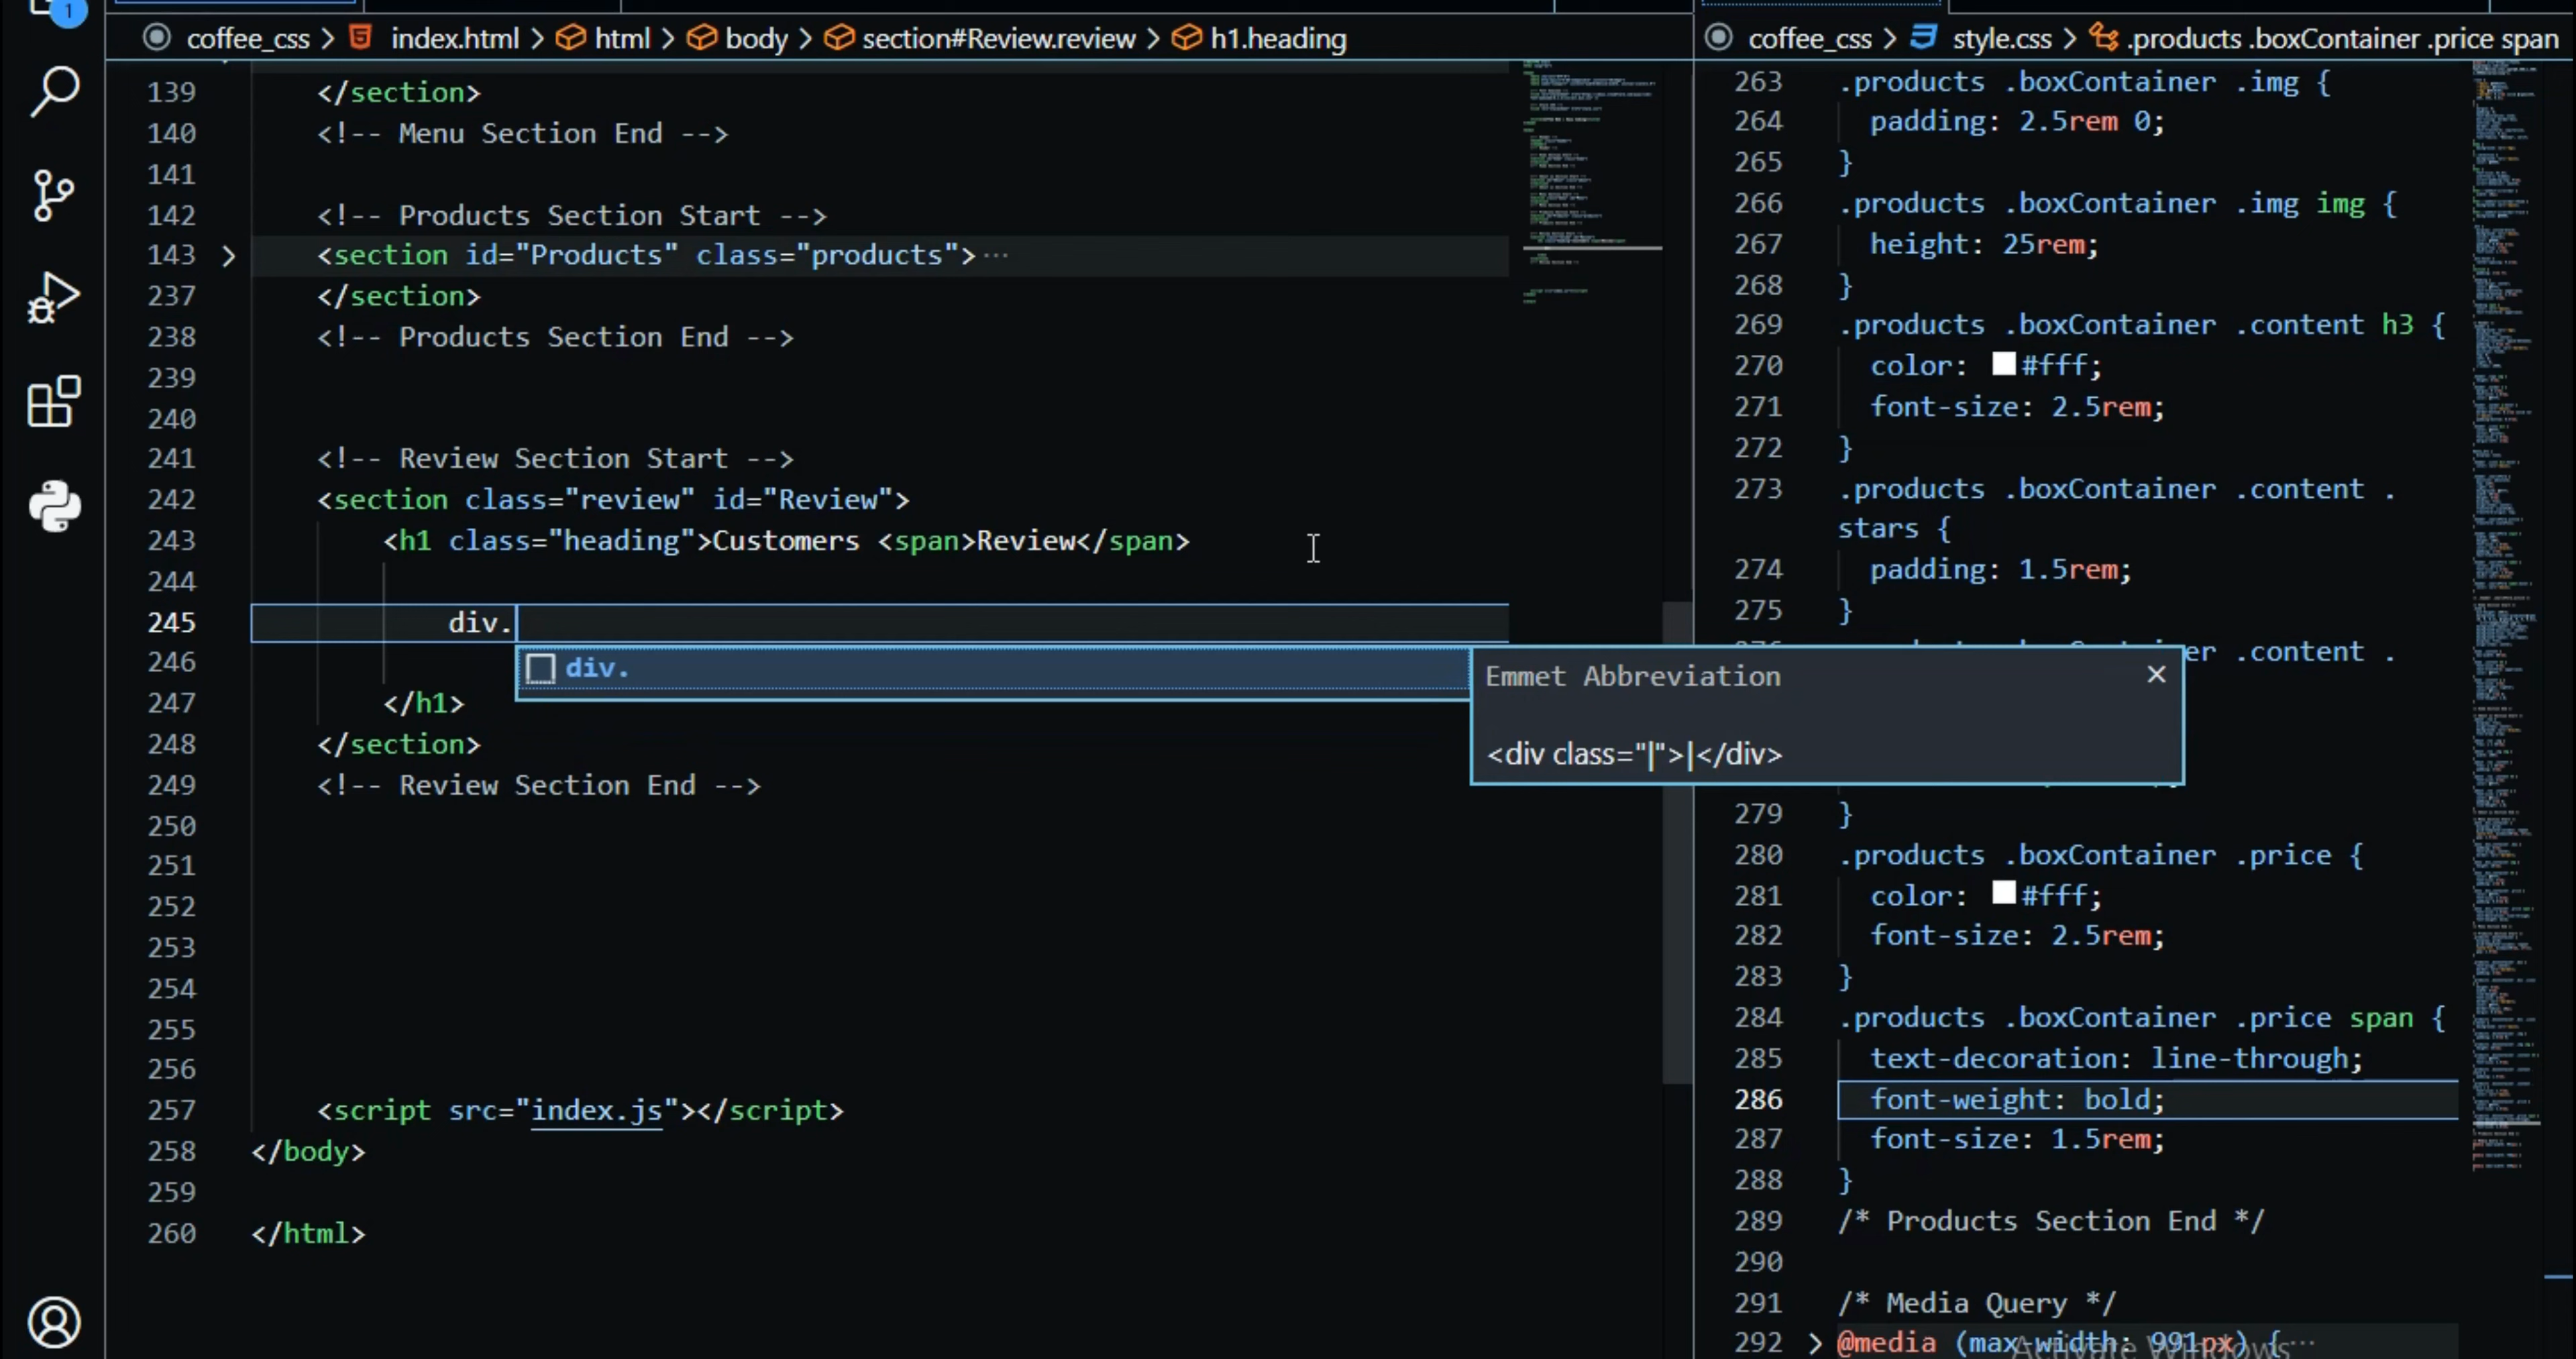 1
coffee_css > index.html > html > body > section#Review.review > h1.heading
139 </section>
140 <!-- Menu Section End -->
141
142 <!-- Products Section Start -->
143 > <section id="Products" class="products">···
237 </section>
238 <!-- Products Section End -->
239
240
241 <!-- Review Section Start -->
242 <section class="review" id="Review">
243 <h1 class="heading">Customers <span>Review</span>
244
245 div.
246
247 </h1>
248 </section>
249 <!-- Review Section End -->
250
251
252
253
254
255
256
257 <script src="index.js"></script>
258 </body>
259
260 </html>
div.
Emmet Abbreviation ×
<div class="|">|</div>
coffee_css > style.css > .products .boxContainer .price span
263 .products .boxContainer .img {
264 padding: 2.5rem 0;
265 }
266 .products .boxContainer .img img {
267 height: 25rem;
268 }
269 .products .boxContainer .content h3 {
270 color: #fff;
271 font-size: 2.5rem;
272 }
273 .products .boxContainer .content .
stars {
274 padding: 1.5rem;
275 }
er .content .
279 }
280 .products .boxContainer .price {
281 color: #fff;
282 font-size: 2.5rem;
283 }
284 .products .boxContainer .price span {
285 text-decoration: line-through;
286 font-weight: bold;
287 font-size: 1.5rem;
288 }
289 /* Products Section End */
290
291 /* Media Query */
292 > @media (max-width: 991px) {···
Activate Windows